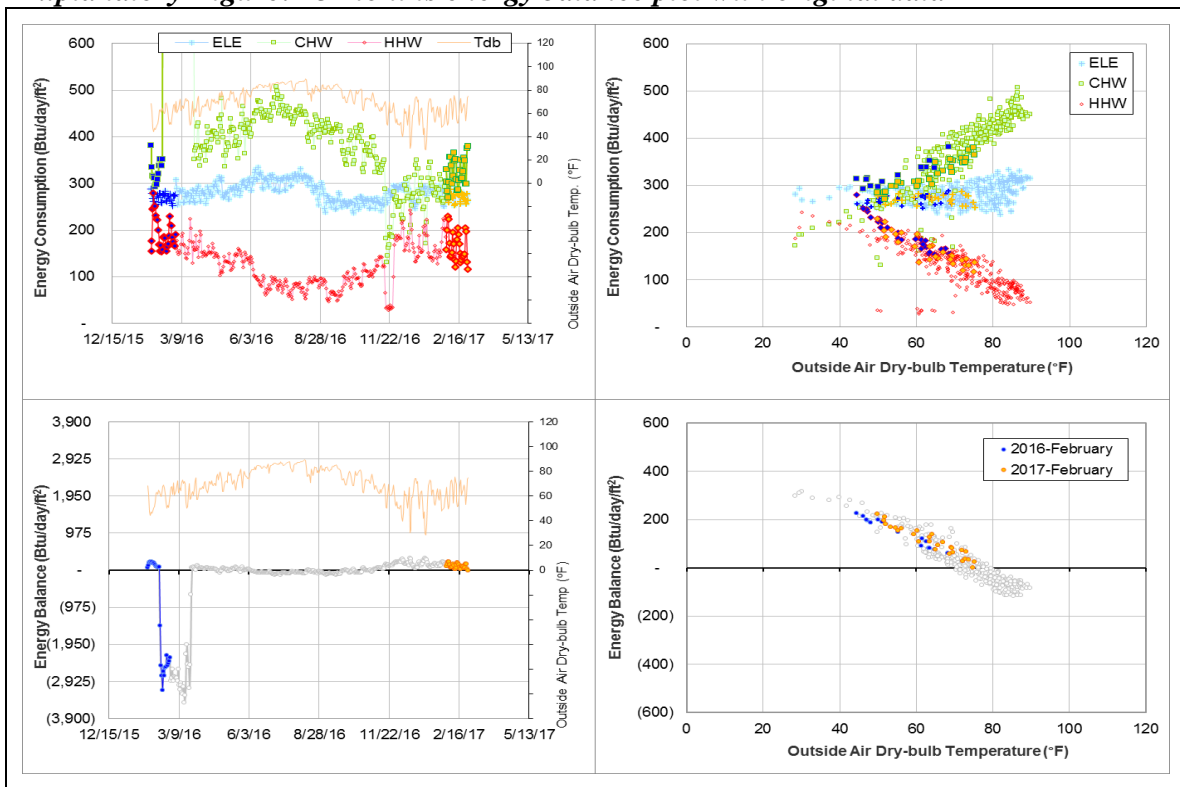 ELE CHW HHW Tdb
600
500
400
300
200
100
-
120
100
80
60
40
20
0
Energy Consumption (Btu/day/ft²)
Outside Air Dry-bulb Temp. (°F)
12/15/15 3/9/16 6/3/16 8/28/16 11/22/16 2/16/17 5/13/17
ELE
CHW
HHW
600
500
400
300
200
100
-
Energy Consumption (Btu/day/ft²)
0 20 40 60 80 100 120
Outside Air Dry-bulb Temperature (°F)
3,900
2,925
1,950
975
-
(975)
(1,950)
(2,925)
(3,900)
120
100
80
60
40
20
0
Energy Balance (Btu/day/ft²)
Outside Air Dry-bulb Temp (°F)
12/15/15 3/9/16 6/3/16 8/28/16 11/22/16 2/16/17 5/13/17
2016-February
2017-February
600
400
200
-
(200)
(400)
(600)
Energy Balance (Btu/day/ft²)
0 20 40 60 80 100 120
Outside Air Dry-bulb Temperature (°F)